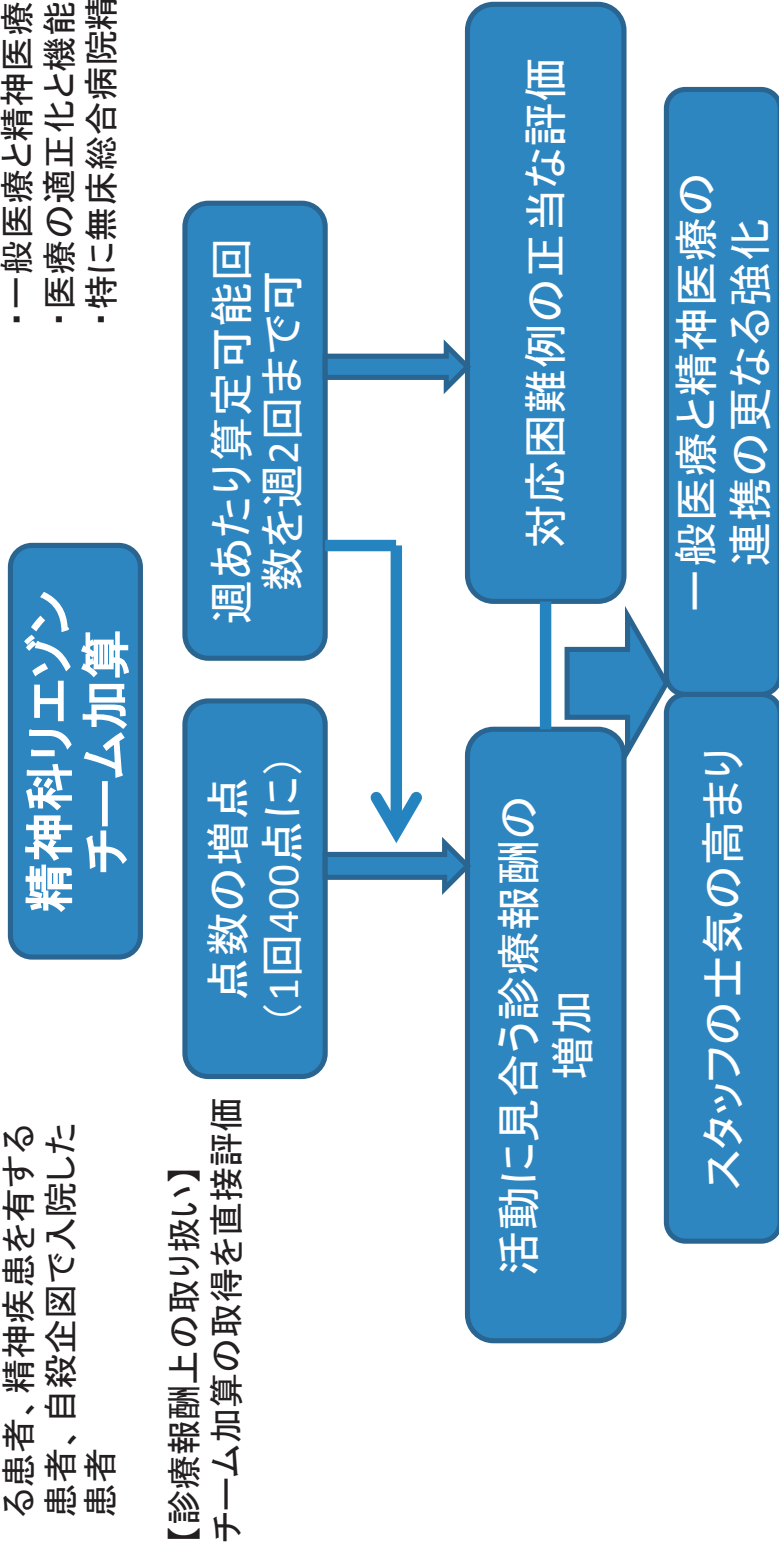 る患者、精神疾患を有する
患者、自殺企図で入院した
患者
・一般医療と精神医療
・医療の適正化と機能
・特に無床総合病院精
精神科リエゾン
チーム加算
【診療報酬上の取り扱い】
チーム加算の取得を直接評価
点数の増点
（1回400点に）
週あたり算定可能回
数を週2回まで可
活動に見合う診療報酬の
増加
対応困難例の正当な評価
スタッフの士気の高まり
一般医療と精神医療の
連携の更なる強化